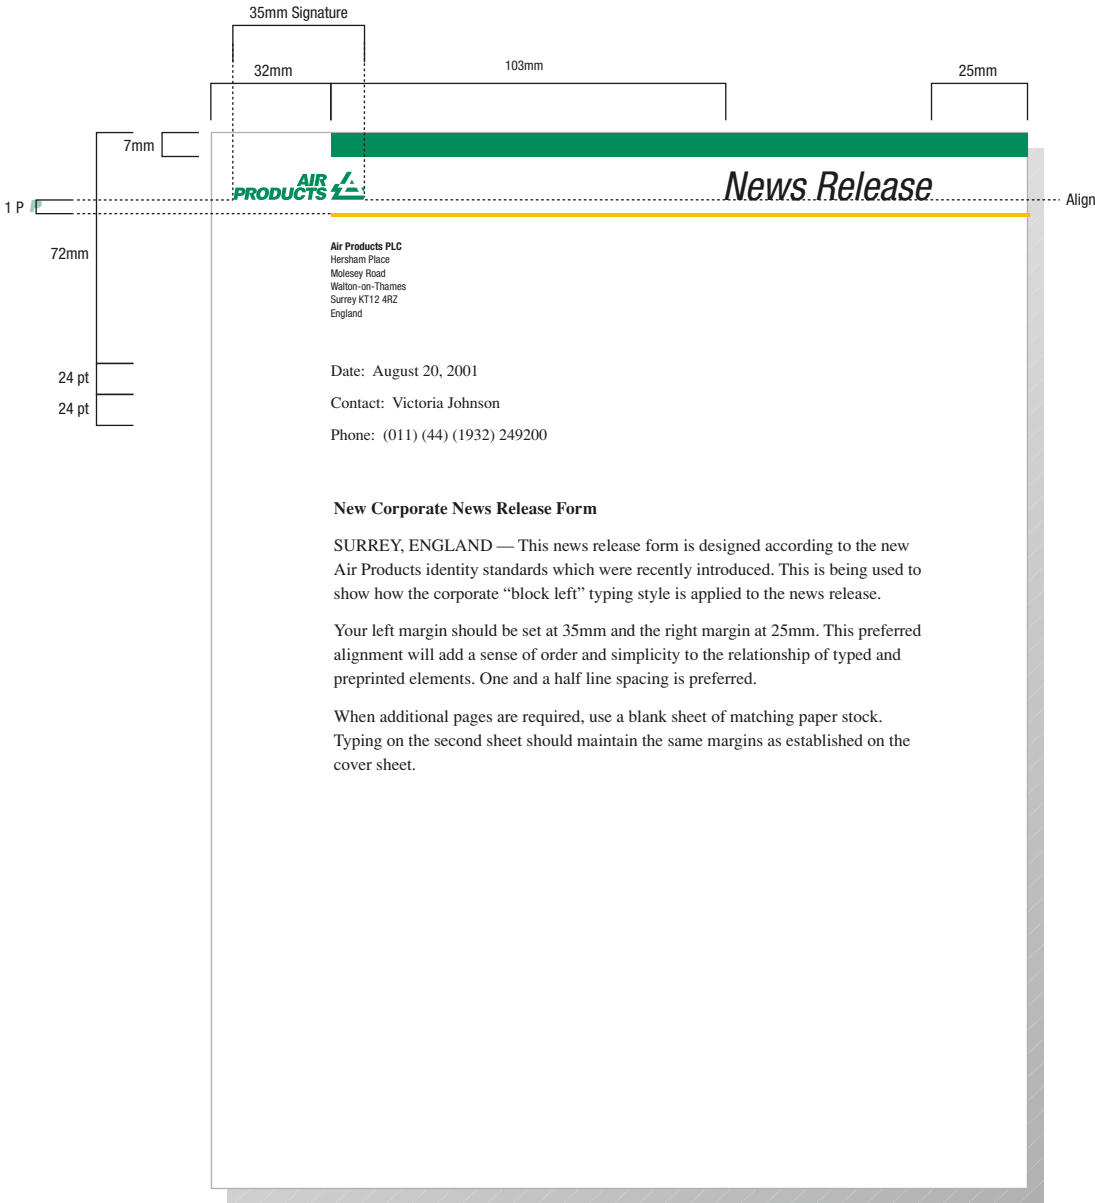 35mm Signature
32mm
103mm
25mm
7mm
AIR
PRODUCTS
News Release
1 P
Align
72mm
Air Products PLC
Hersham Place
Molesey Road
Walton-on-Thames
Surrey KT12 4RZ
England
24 pt
24 pt
Date: August 20, 2001
Contact: Victoria Johnson
Phone: (011) (44) (1932) 249200
New Corporate News Release Form
SURREY, ENGLAND — This news release form is designed according to the new
Air Products identity standards which were recently introduced. This is being used to
show how the corporate “block left” typing style is applied to the news release.
Your left margin should be set at 35mm and the right margin at 25mm. This preferred
alignment will add a sense of order and simplicity to the relationship of typed and
preprinted elements. One and a half line spacing is preferred.
When additional pages are required, use a blank sheet of matching paper stock.
Typing on the second sheet should maintain the same margins as established on the
cover sheet.